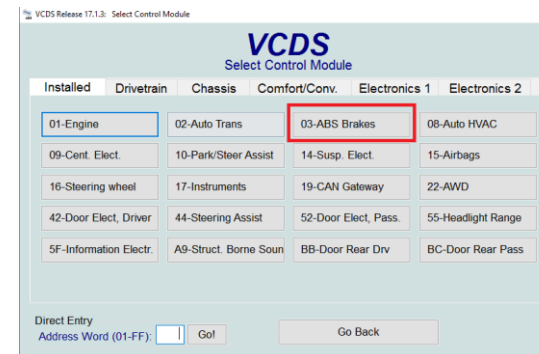 VCDS Release 17.1.3: Select Control Module
VCDS
Select Control Module
Installed Drivetrain Chassis Comfort/Conv. Electronics 1 Electronics 2
01-Engine 02-Auto Trans 03-ABS Brakes 08-Auto HVAC
09-Cent. Elect. 10-Park/Steer Assist 14-Susp. Elect. 15-Airbags
16-Steering wheel 17-Instruments 19-CAN Gateway 22-AWD
42-Door Elect, Driver 44-Steering Assist 52-Door Elect, Pass. 55-Headlight Range
5F-Information Electr. A9-Struct. Borne Soun BB-Door Rear Drv BC-Door Rear Pass
Direct Entry
Address Word (01-FF): Go! Go Back